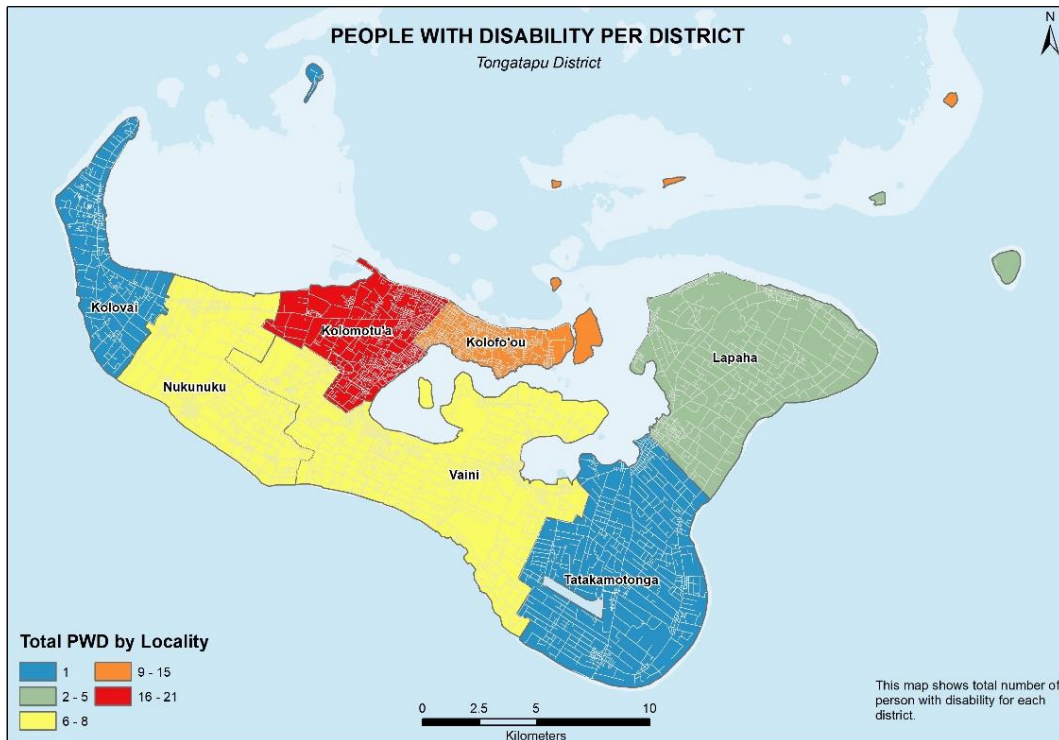 PEOPLE WITH DISABILITY PER DISTRICT
Tongatapu District
N
Kolovai
Kolomotu'a
Kolofo'ou
Lapaha
Nukunuku
Vaini
Tatakamotonga
Total PWD by Locality
1
9 - 15
2 - 5
16 - 21
6 - 8
0 2.5 5 10
Kilometers
This map shows total number of
person with disability for each
district.